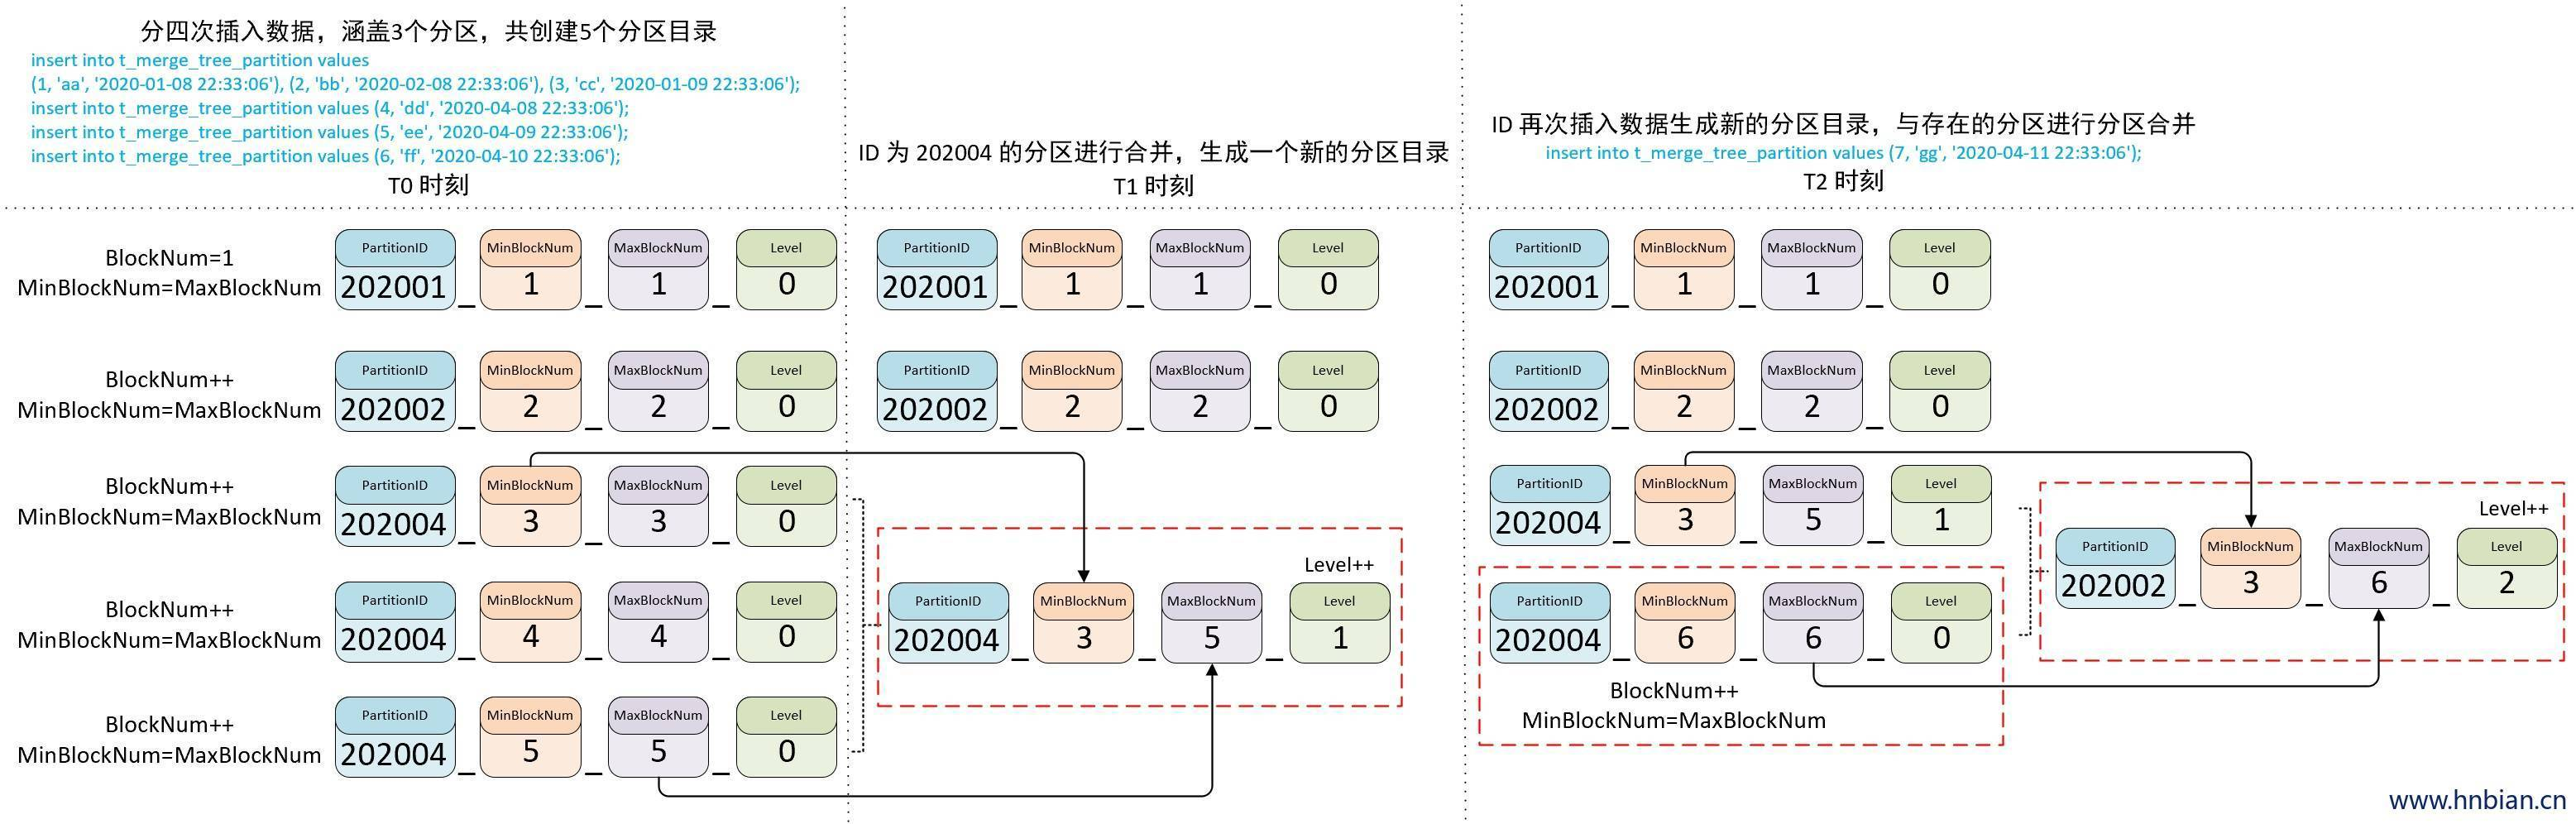 分四次插入数据，涵盖3个分区，共创建5个分区目录
insert into t_merge_tree_partition values
(1, 'aa', '2020-01-08 22:33:06'), (2, 'bb', '2020-02-08 22:33:06'), (3, 'cc', '2020-01-09 22:33:06');
insert into t_merge_tree_partition values (4, 'dd', '2020-04-08 22:33:06');
insert into t_merge_tree_partition values (5, 'ee', '2020-04-09 22:33:06');
insert into t_merge_tree_partition values (6, 'ff', '2020-04-10 22:33:06');
T0 时刻
BlockNum=1
MinBlockNum=MaxBlockNum
PartitionID MinBlockNum MaxBlockNum Level
202001 _ 1 _ 1 _ 0
BlockNum++
MinBlockNum=MaxBlockNum
PartitionID MinBlockNum MaxBlockNum Level
202002 _ 2 _ 2 _ 0
BlockNum++
MinBlockNum=MaxBlockNum
PartitionID MinBlockNum MaxBlockNum Level
202004 _ 3 _ 3 _ 0
BlockNum++
MinBlockNum=MaxBlockNum
PartitionID MinBlockNum MaxBlockNum Level
202004 _ 4 _ 4 _ 0
BlockNum++
MinBlockNum=MaxBlockNum
PartitionID MinBlockNum MaxBlockNum Level
202004 _ 5 _ 5 _ 0
ID 为 202004 的分区进行合并，生成一个新的分区目录
T1 时刻
PartitionID MinBlockNum MaxBlockNum Level
202001 _ 1 _ 1 _ 0
PartitionID MinBlockNum MaxBlockNum Level
202002 _ 2 _ 2 _ 0
Level++
PartitionID MinBlockNum MaxBlockNum Level
202004 _ 3 _ 5 _ 1
ID 再次插入数据生成新的分区目录，与存在的分区进行分区合并
insert into t_merge_tree_partition values (7, 'gg', '2020-04-11 22:33:06');
T2 时刻
PartitionID MinBlockNum MaxBlockNum Level
202001 _ 1 _ 1 _ 0
PartitionID MinBlockNum MaxBlockNum Level
202002 _ 2 _ 2 _ 0
PartitionID MinBlockNum MaxBlockNum Level
202004 _ 3 _ 5 _ 1
PartitionID MinBlockNum MaxBlockNum Level
202004 _ 6 _ 6 _ 0
BlockNum++
MinBlockNum=MaxBlockNum
Level++
PartitionID MinBlockNum MaxBlockNum Level
202002 _ 3 _ 6 _ 2
www.hnbian.cn